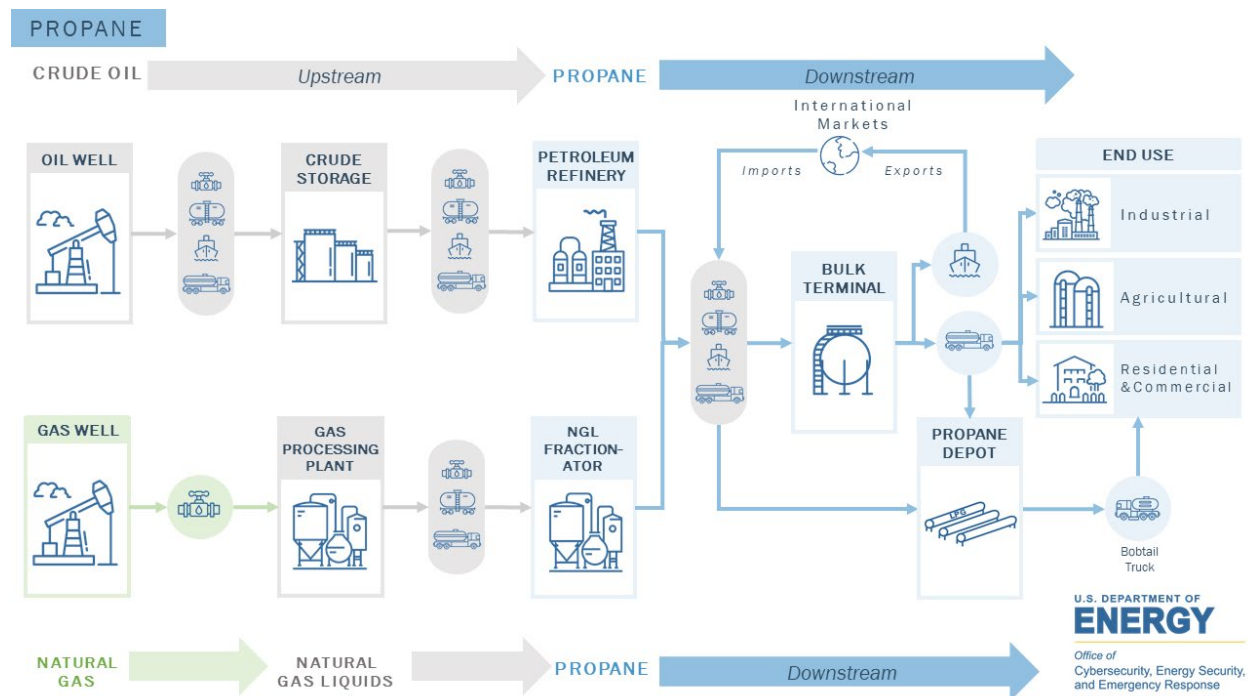 PROPANE
CRUDE OIL
Upstream
PROPANE
Downstream
International
Markets
Imports
Exports
OIL WELL
CRUDE
STORAGE
PETROLEUM
REFINERY
BULK
TERMINAL
END USE
Industrial
Agricultural
Residential
&Commercial
GAS WELL
GAS
PROCESSING
PLANT
NGL
FRACTION-
ATOR
PROPANE
DEPOT
LPG
Bobtail
Truck
NATURAL
GAS
NATURAL
GAS LIQUIDS
PROPANE
Downstream
U.S. DEPARTMENT OF
ENERGY
Office of
Cybersecurity, Energy Security,
and Emergency Response